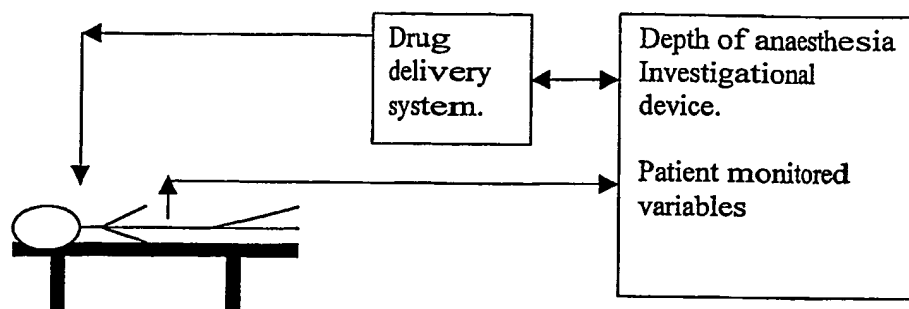 Drug
delivery
system.
Depth of anaesthesia
Investigational
device.
Patient monitored
variables